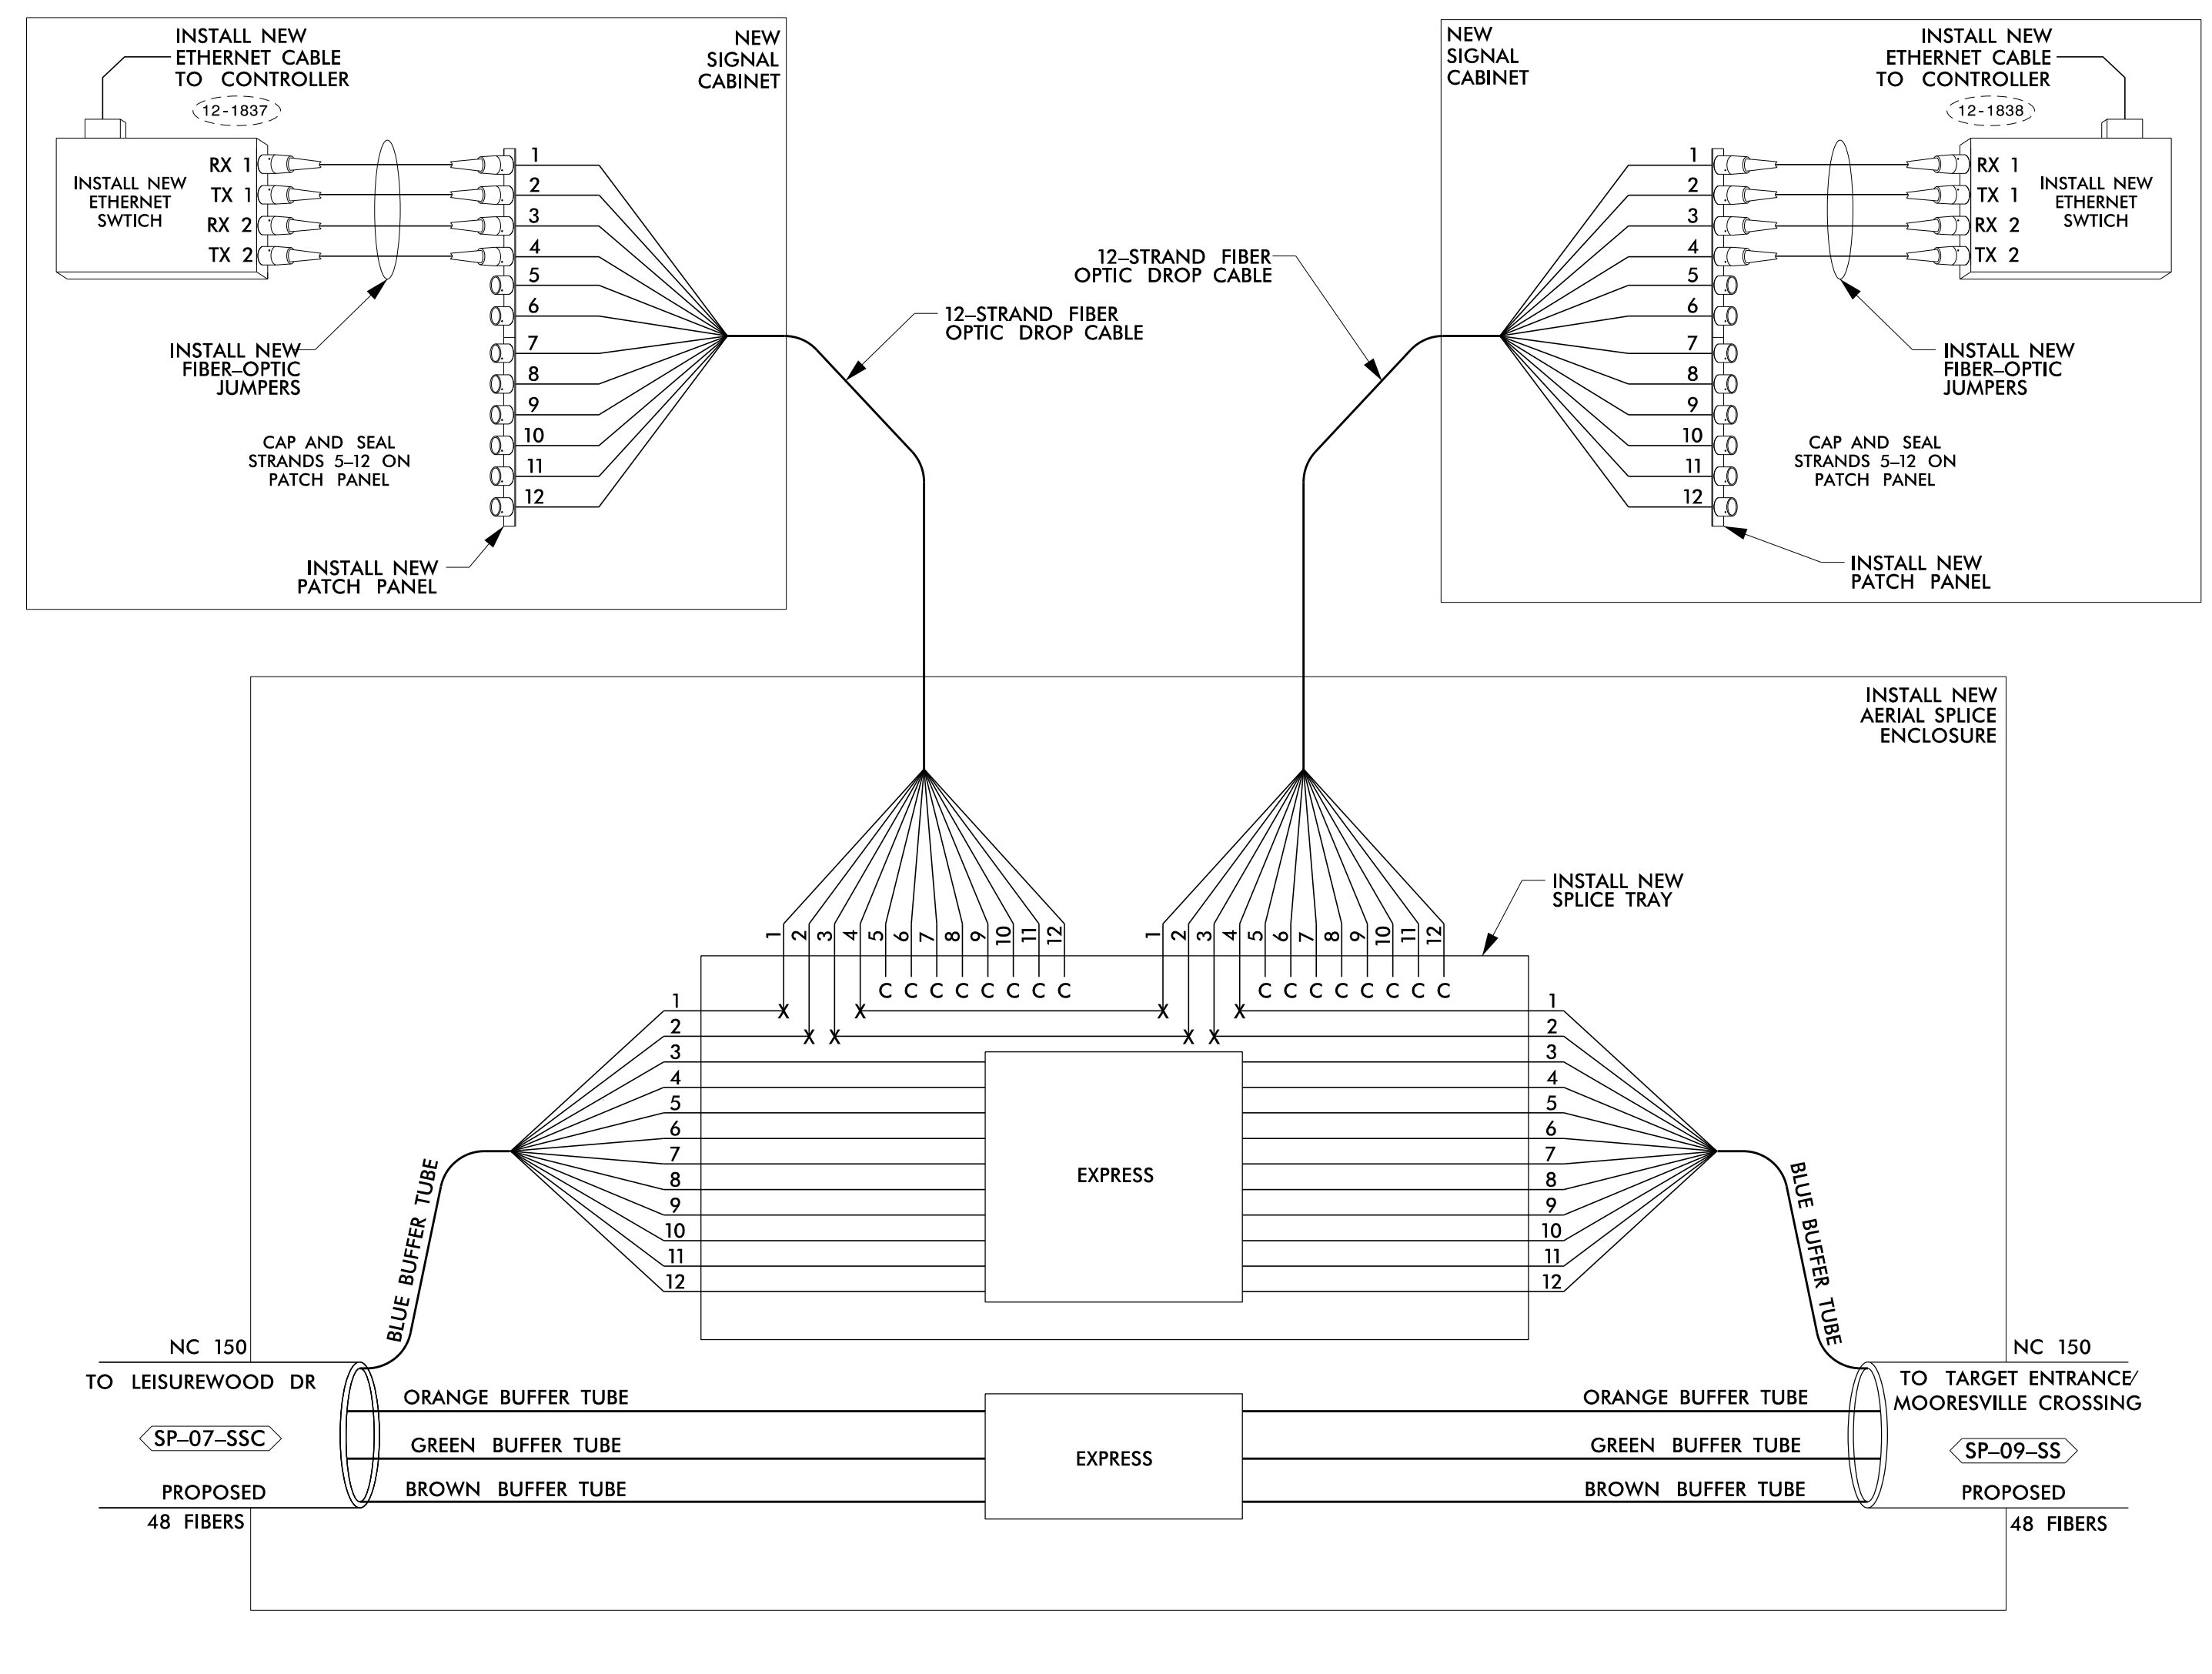 INSTALL NEW
ETHERNET CABLE
TO CONTROLLER
12-1837
NEW
SIGNAL
CABINET
INSTALL NEW
ETHERNET
SWTICH
RX 1
TX 1
RX 2
TX 2
1
2
3
4
5
6
7
8
9
10
11
12
INSTALL NEW
FIBER–OPTIC
JUMPERS
CAP AND SEAL
STRANDS 5–12 ON
PATCH PANEL
INSTALL NEW
PATCH PANEL
12–STRAND FIBER
OPTIC DROP CABLE
12–STRAND FIBER
OPTIC DROP CABLE
NEW
SIGNAL
CABINET
INSTALL NEW
ETHERNET CABLE
TO CONTROLLER
12-1838
1
2
3
4
5
6
7
8
9
10
11
12
RX 1
TX 1
RX 2
TX 2
INSTALL NEW
ETHERNET
SWTICH
INSTALL NEW
FIBER–OPTIC
JUMPERS
CAP AND SEAL
STRANDS 5–12 ON
PATCH PANEL
INSTALL NEW
PATCH PANEL
INSTALL NEW
AERIAL SPLICE
ENCLOSURE
INSTALL NEW
SPLICE TRAY
1 2 3 4 5 6 7 8 9 10 11 12
1 2 3 4 5 6 7 8 9 10 11 12
C C C C C C C C
C C C C C C C C
X X X X
X X X X
1
2
3
4
5
6
7
8
9
10
11
12
EXPRESS
1
2
3
4
5
6
7
8
9
10
11
12
BLUE BUFFER TUBE
BLUE BUFFER TUBE
NC 150
TO LEISUREWOOD DR
SP–07–SSC
PROPOSED
48 FIBERS
ORANGE BUFFER TUBE
GREEN BUFFER TUBE
BROWN BUFFER TUBE
EXPRESS
ORANGE BUFFER TUBE
GREEN BUFFER TUBE
BROWN BUFFER TUBE
NC 150
TO TARGET ENTRANCE/
MOORESVILLE CROSSING
SP–09–SS
PROPOSED
48 FIBERS